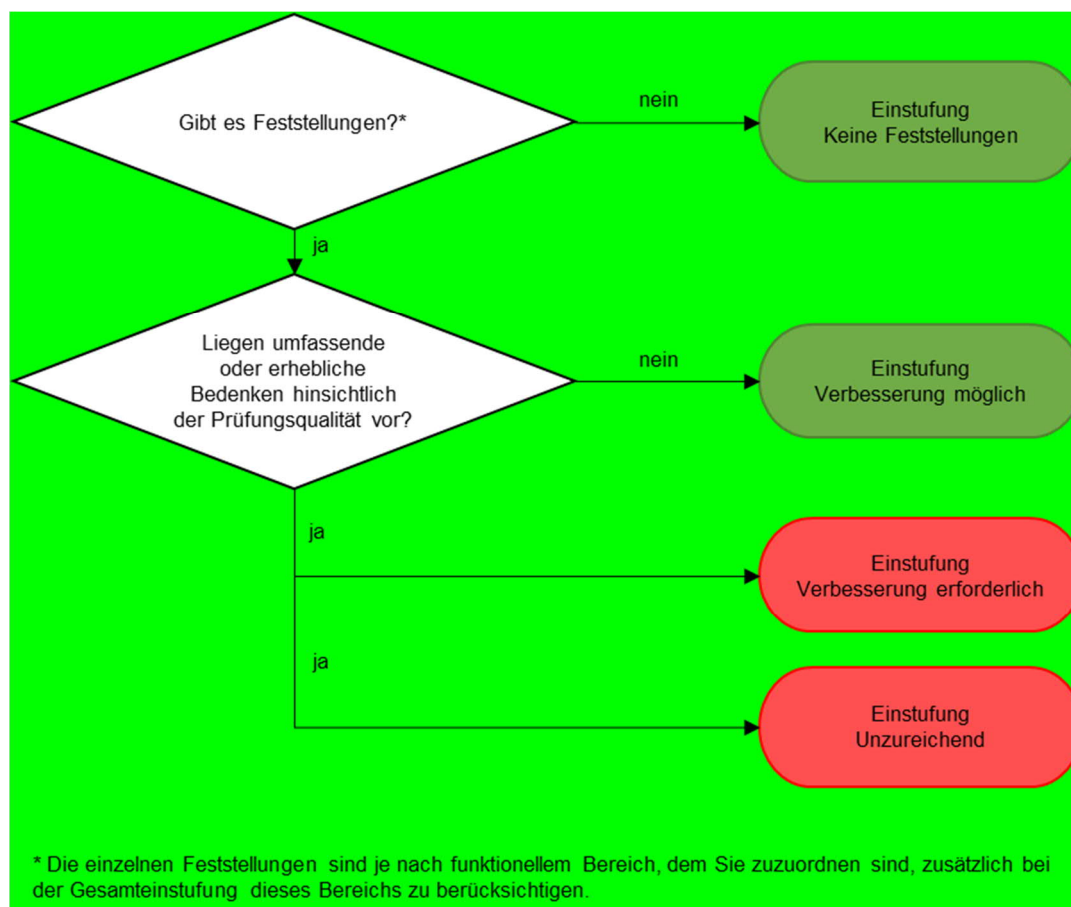 Gibt es Feststellungen?*
nein
Einstufung
Keine Feststellungen
ja
Liegen umfassende
oder erhebliche
Bedenken hinsichtlich
der Prüfungsqualität vor?
nein
Einstufung
Verbesserung möglich
ja
Einstufung
Verbesserung erforderlich
ja
Einstufung
Unzureichend
* Die einzelnen Feststellungen sind je nach funktionellem Bereich, dem Sie zuzuordnen sind, zusätzlich bei
der Gesamteinstufung dieses Bereichs zu berücksichtigen.